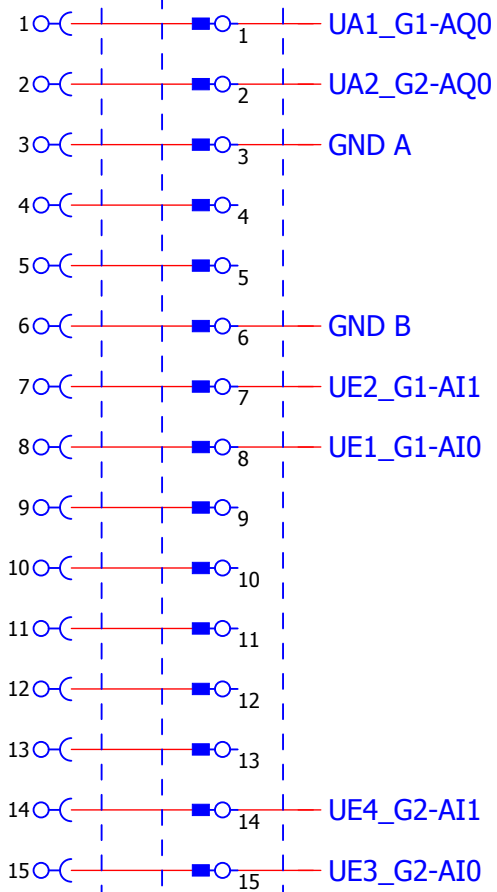 1 1 UA1_G1-AQ0
2 2 UA2_G2-AQ0
3 3 GND A
4 4
5 5
6 6 GND B
7 7 UE2_G1-AI1
8 8 UE1_G1-AI0
9 9
10 10
11 11
12 12
13 13
14 14 UE4_G2-AI1
15 15 UE3_G2-AI0